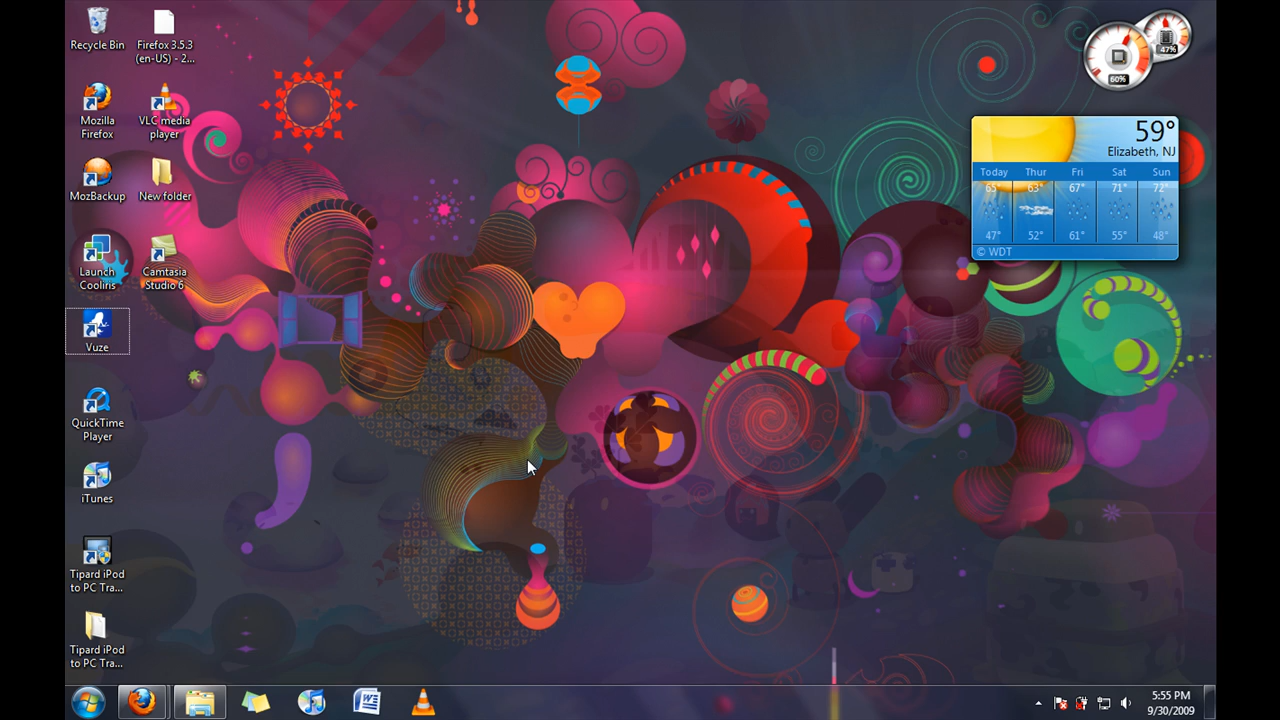 Recycle Bin
Firefox 3.5.3
(en-US) - 2...
Mozilla
Firefox
VLC media
player
MozBackup
New folder
Launch
Cooliris
Camtasia
Studio 6
Vuze
QuickTime
Player
iTunes
Tipard iPod
to PC Tra...
Tipard iPod
to PC Tra...
47%
60%
59°
Elizabeth, NJ
Today Thur Fri Sat Sun
65° 63° 67° 71° 72°
47° 52° 61° 55° 48°
© WDT
5:55 PM
9/30/2009